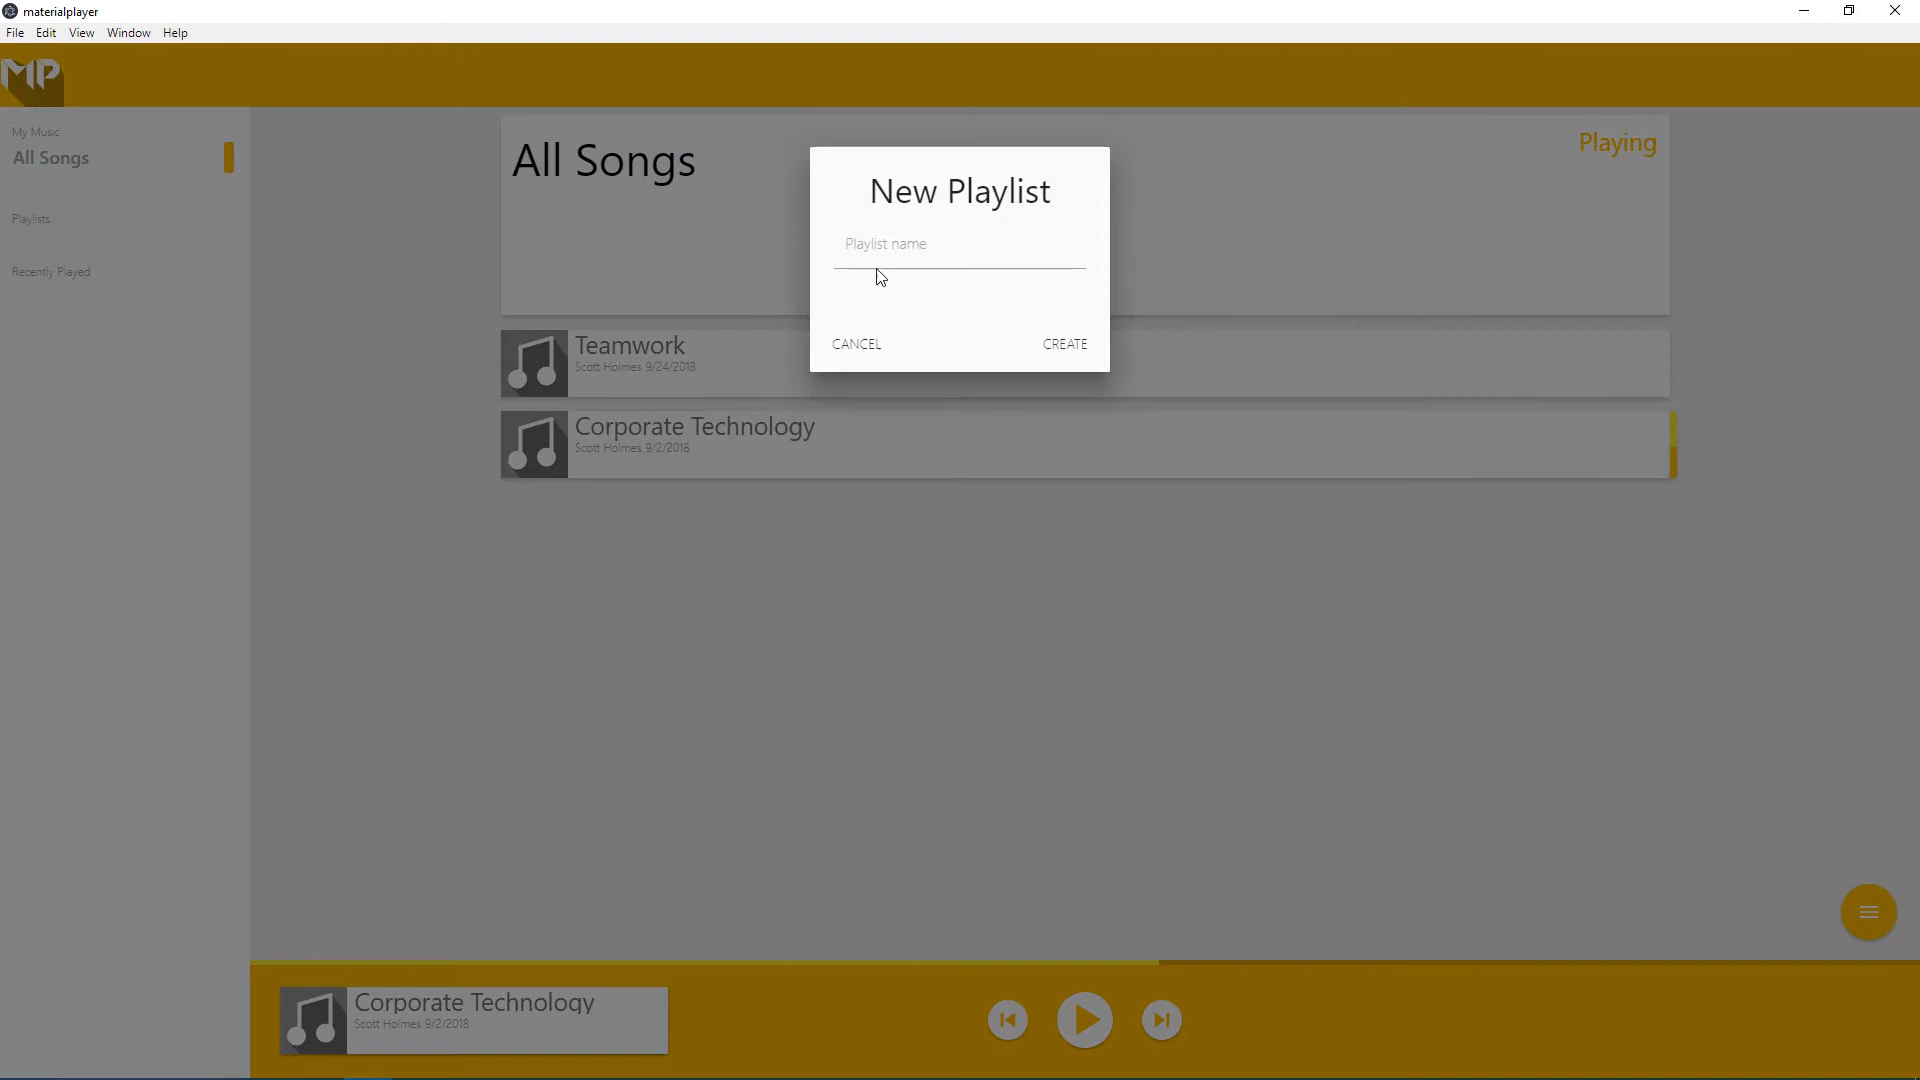 materialplayer
File Edit View Window Help
MP
My Music
All Songs
Playlists
Recently Played
All Songs
Playing
New Playlist
Playlist name
CANCEL CREATE
Teamwork
Scott Holmes 9/24/2018
Corporate Technology
Scott Holmes 9/2/2018
Corporate Technology
Scott Holmes 9/2/2018